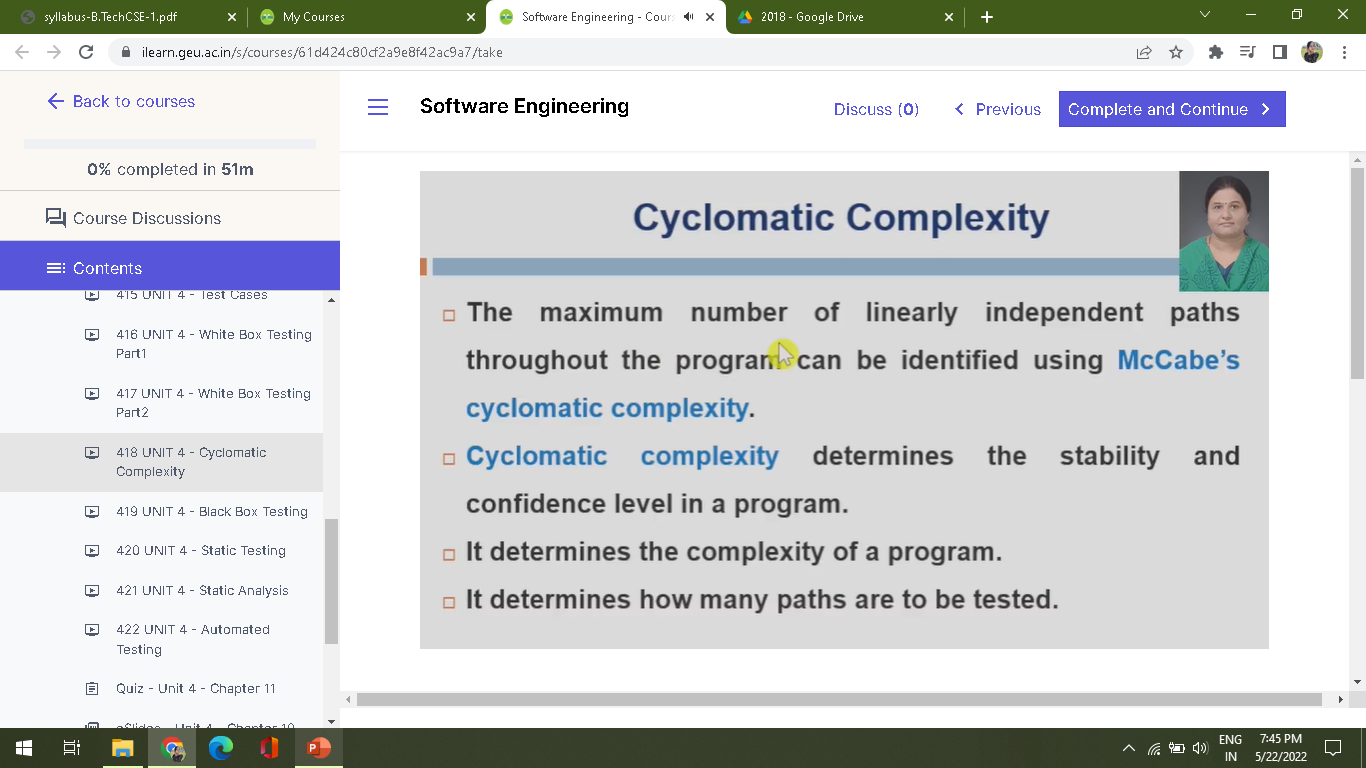 syllabus-B.TechCSE-1.pdf
My Courses
Software Engineering - Cours
2018 - Google Drive
ilearn.geu.ac.in/s/courses/61d424c80cf2a9e8f42ac9a7/take
Back to courses
0% completed in 51m
Course Discussions
Contents
415 UNIT 4 - Test Cases
416 UNIT 4 - White Box Testing
Part1
417 UNIT 4 - White Box Testing
Part2
418 UNIT 4 - Cyclomatic
Complexity
419 UNIT 4 - Black Box Testing
420 UNIT 4 - Static Testing
421 UNIT 4 - Static Analysis
422 UNIT 4 - Automated
Testing
Quiz - Unit 4 - Chapter 11
eSlides - Unit 4 - Chapter 10
Software Engineering
Discuss (0)
Previous
Complete and Continue
Cyclomatic Complexity
The maximum number of linearly independent paths
throughout the program can be identified using McCabe's
cyclomatic complexity.
Cyclomatic complexity determines the stability and
confidence level in a program.
It determines the complexity of a program.
It determines how many paths are to be tested.
ENG
IN
7:45 PM
5/22/2022